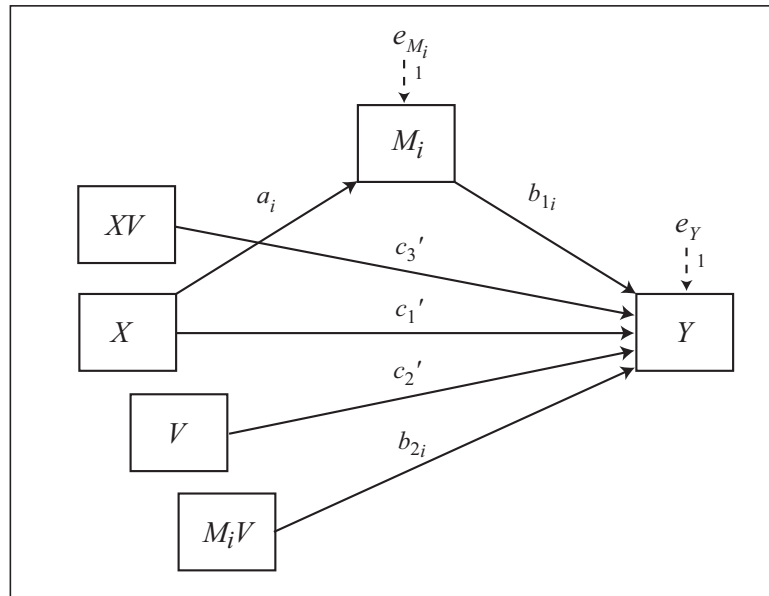 e_{M_i}
1
M_i
a_i
b_{1_i}
XV
e_Y
1
c_3′
X
c_1′
Y
c_2′
V
b_{2_i}
M_iV